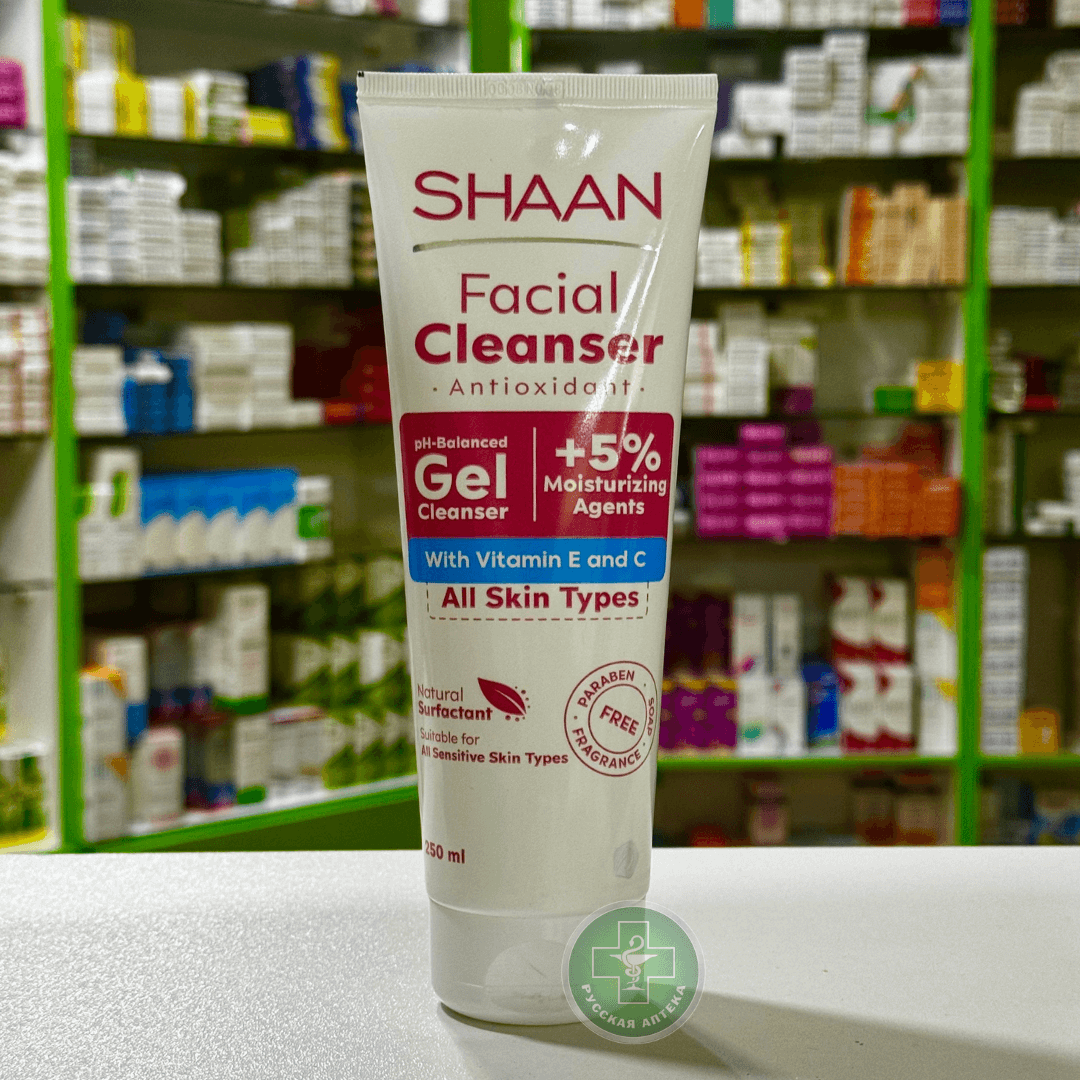 SHAAN
Facial
Cleanser
· Antioxidant ·
pH-Balanced
Gel
Cleanser
+5%
Moisturizing
Agents
With Vitamin E and C
All Skin Types
Natural
Surfactant
Suitable for
All Sensitive Skin Types
PARABEN · SOAP · FRAGRANCE ·
FREE
250 ml
РУССКАЯ АПТЕКА